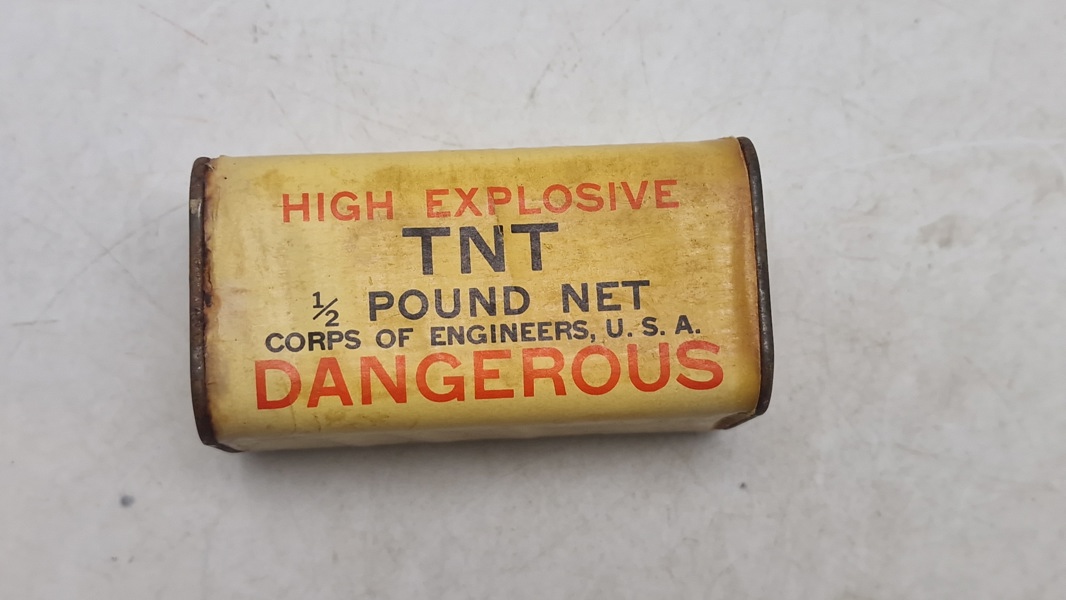 HIGH EXPLOSIVE
TNT
½ POUND NET
CORPS OF ENGINEERS, U. S. A.
DANGEROUS